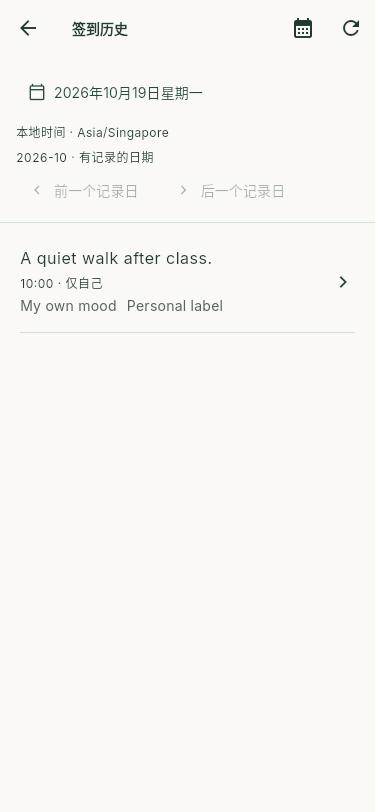 签到历史
2026年10月19日星期一
本地时间 · Asia/Singapore
2026-10 · 有记录的日期
前一个记录日 后一个记录日
A quiet walk after class.
10:00 · 仅自己
My own mood Personal label